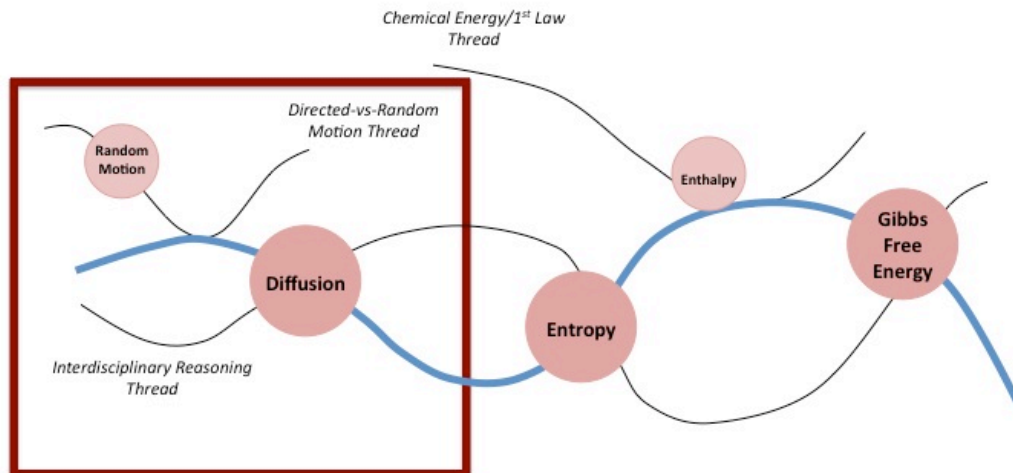 Chemical Energy/1st Law
Thread
Directed-vs-Random
Motion Thread
Random
Motion
Enthalpy
Gibbs
Free
Energy
Diffusion
Entropy
Interdisciplinary Reasoning
Thread